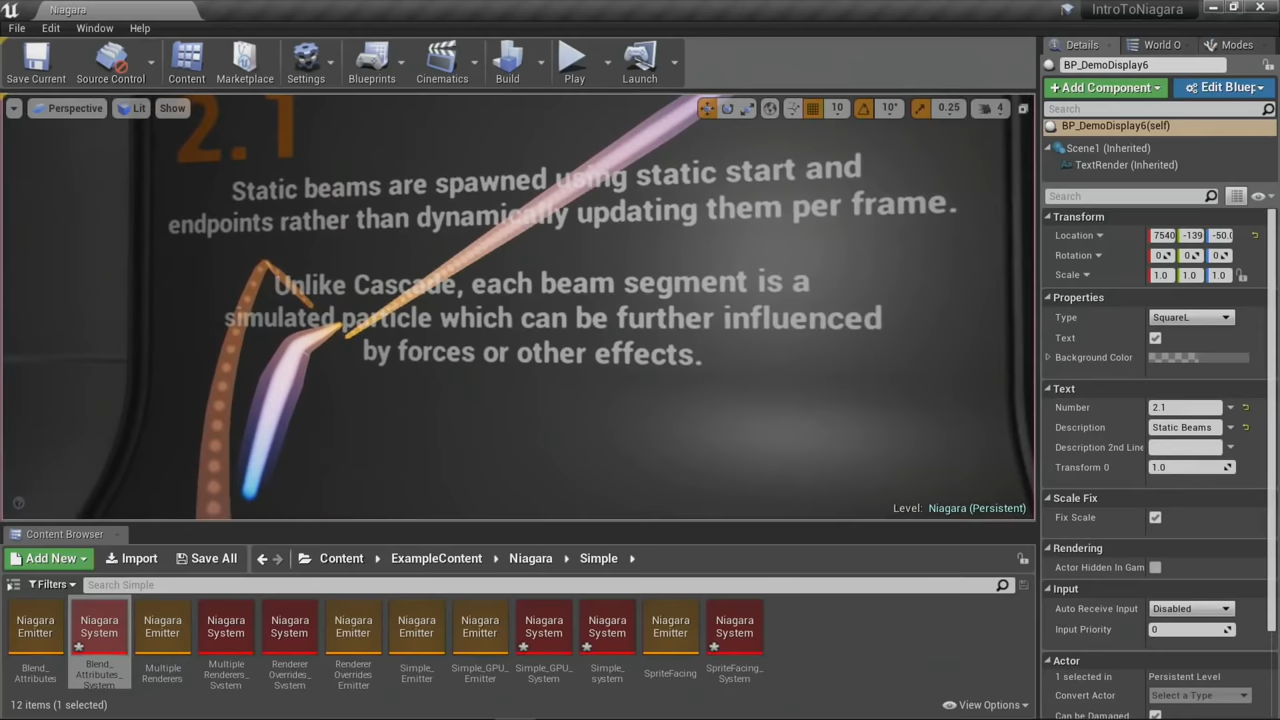 Niagara
IntroToNiagara
File Edit Window Help
Save Current
Source Control
Content
Marketplace
Settings
Blueprints
Cinematics
Build
Play
Launch
Perspective
Lit
Show
10
10°
0.25
4
2.1
Static beams are spawned using static start and
endpoints rather than dynamically updating them per frame.
Unlike Cascade, each beam segment is a
simulated particle which can be further influenced
by forces or other effects.
Level: Niagara (Persistent)
Content Browser
Add New
Import
Save All
Content
ExampleContent
Niagara
Simple
Filters
Search Simple
Niagara
Emitter
Blend_
Attributes
Niagara
System
Blend_
Attributes_
System
Niagara
Emitter
Multiple
Renderers
Niagara
System
Multiple
Renderers_
System
Niagara
System
Renderer
Overrides_
System
Niagara
Emitter
Renderer
Overrides
Emitter
Niagara
Emitter
Simple_
Emitter
Niagara
Emitter
Simple_GPU_
Emitter
Niagara
System
Simple_GPU_
System
Niagara
System
Simple_
system
Niagara
Emitter
SpriteFacing
Niagara
System
SpriteFacing_
System
12 items (1 selected)
View Options
Details
World O
Modes
BP_DemoDisplay6
+ Add Component
Edit Bluep
Search
BP_DemoDisplay6(self)
Scene1 (Inherited)
TextRender (Inherited)
Search
Transform
Location 7540 -139 -50.0
Rotation 0 0 0
Scale 1.0 1.0 1.0
Properties
Type SquareL
Text
Background Color
Text
Number 2.1
Description Static Beams
Description 2nd Line
Transform 0 1.0
Scale Fix
Fix Scale
Rendering
Actor Hidden In Gam
Input
Auto Receive Input Disabled
Input Priority 0
Actor
1 selected in Persistent Level
Convert Actor Select a Type
Can be Damaged